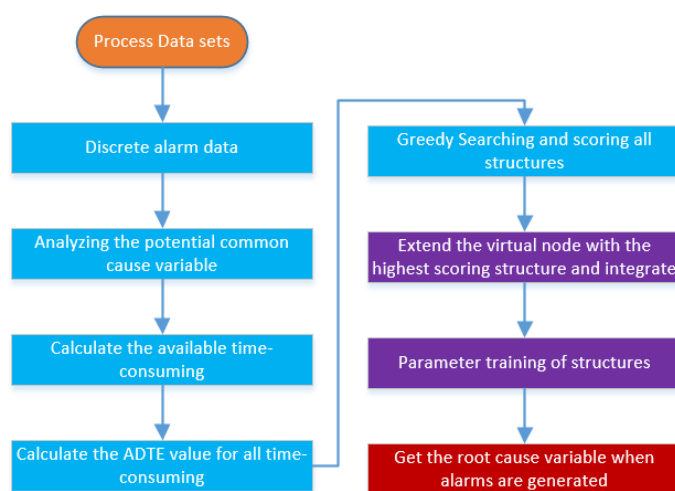 Process Data sets
Discrete alarm data
Analyzing the potential common
cause variable
Calculate the available time-
consuming
Calculate the ADTE value for all time-
consuming
Greedy Searching and scoring all
structures
Extend the virtual node with the
highest scoring structure and integrate
Parameter training of structures
Get the root cause variable when
alarms are generated